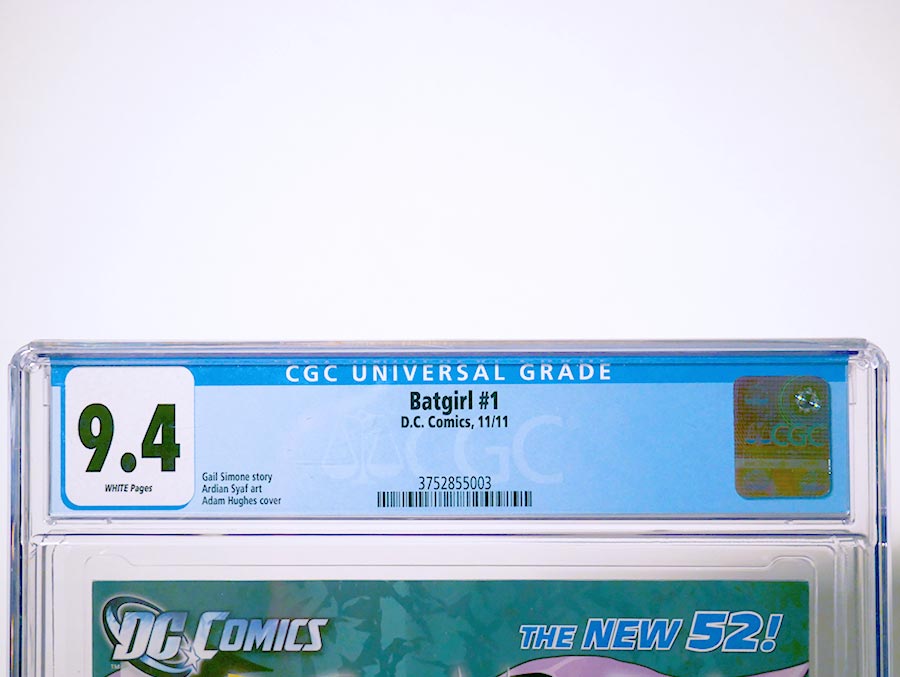 CGC UNIVERSAL GRADE
9.4
WHITE Pages
Batgirl #1
D.C. Comics, 11/11
CGC
Gail Simone story
Ardian Syaf art
Adam Hughes cover
3752855003
CGC
DC COMICS
THE NEW 52!